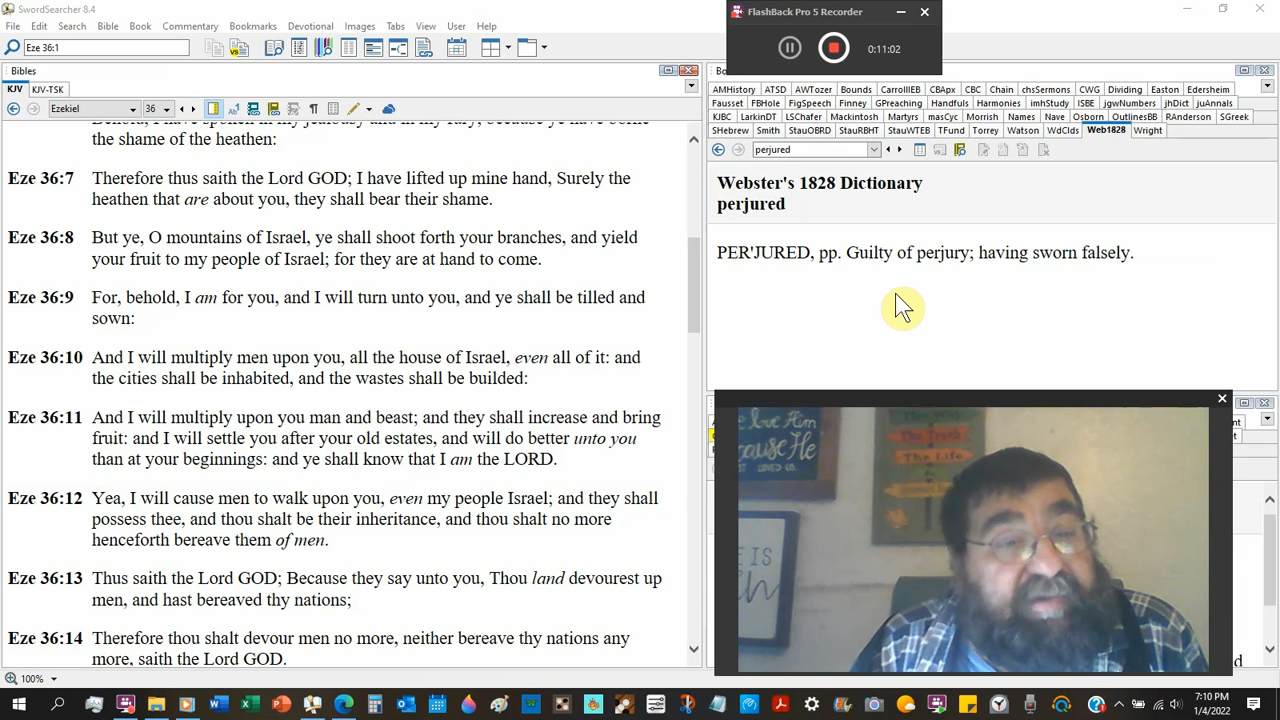 SwordSearcher 8.4
File Edit Search Bible Book Commentary Bookmarks Devotional Images Tabs View User Help
Eze 36:1
Bibles
KJV KJV-TSK
Ezekiel 36
the shame of the heathen:
Eze 36:7 Therefore thus saith the Lord GOD; I have lifted up mine hand, Surely the
heathen that are about you, they shall bear their shame.
Eze 36:8 But ye, O mountains of Israel, ye shall shoot forth your branches, and yield
your fruit to my people of Israel; for they are at hand to come.
Eze 36:9 For, behold, I am for you, and I will turn unto you, and ye shall be tilled and
sown:
Eze 36:10 And I will multiply men upon you, all the house of Israel, even all of it: and
the cities shall be inhabited, and the wastes shall be builded:
Eze 36:11 And I will multiply upon you man and beast; and they shall increase and bring
fruit: and I will settle you after your old estates, and will do better unto you
than at your beginnings: and ye shall know that I am the LORD.
Eze 36:12 Yea, I will cause men to walk upon you, even my people Israel; and they shall
possess thee, and thou shalt be their inheritance, and thou shalt no more
henceforth bereave them of men.
Eze 36:13 Thus saith the Lord GOD; Because they say unto you, Thou land devourest up
men, and hast bereaved thy nations;
Eze 36:14 Therefore thou shalt devour men no more, neither bereave thy nations any
more, saith the Lord GOD.
100%
FlashBack Pro 5 Recorder
0:11:02
AMHistory ATSD AWTozer Bounds CarrollIEB CBApx CBC Chain chsSermons CWG Dividing Easton Edersheim
Fausset FBHole FigSpeech Finney GPreaching Handfuls Harmonies imhStudy ISBE jgwNumbers jhDict juAnnals
KJBC LarkinDT LSChafer Mackintosh Martyrs masCyc Morrish Names Nave Osborn OutlinesBB RAnderson SGreek
SHebrew Smith StauOBRD StauRBHT StauWTEB TFund Torrey Watson WdClds Web1828 Wright
perjured
Webster's 1828 Dictionary
perjured
PER'JURED, pp. Guilty of perjury; having sworn falsely.
The Truth
The Life
7:10 PM
1/4/2022